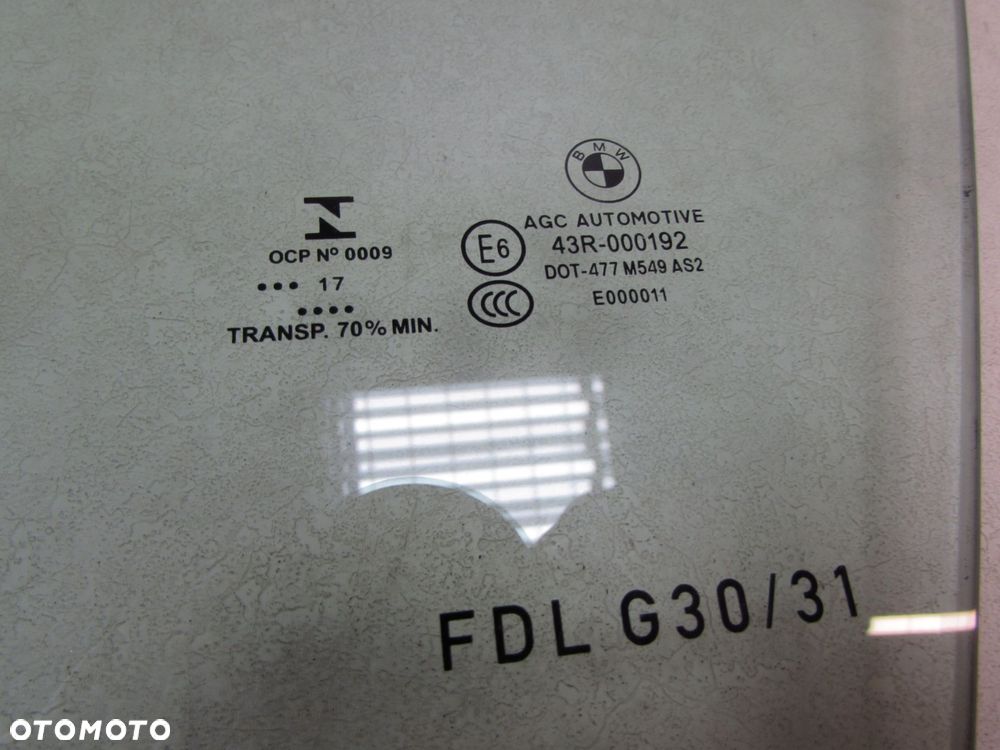 BMW
AGC AUTOMOTIVE
E6
43R-000192
DOT-477 M549 AS2
CCC
E000011
OCP Nº 0009
••• 17
••••
TRANSP. 70% MIN.
FDL G30/31
OTOMOTO